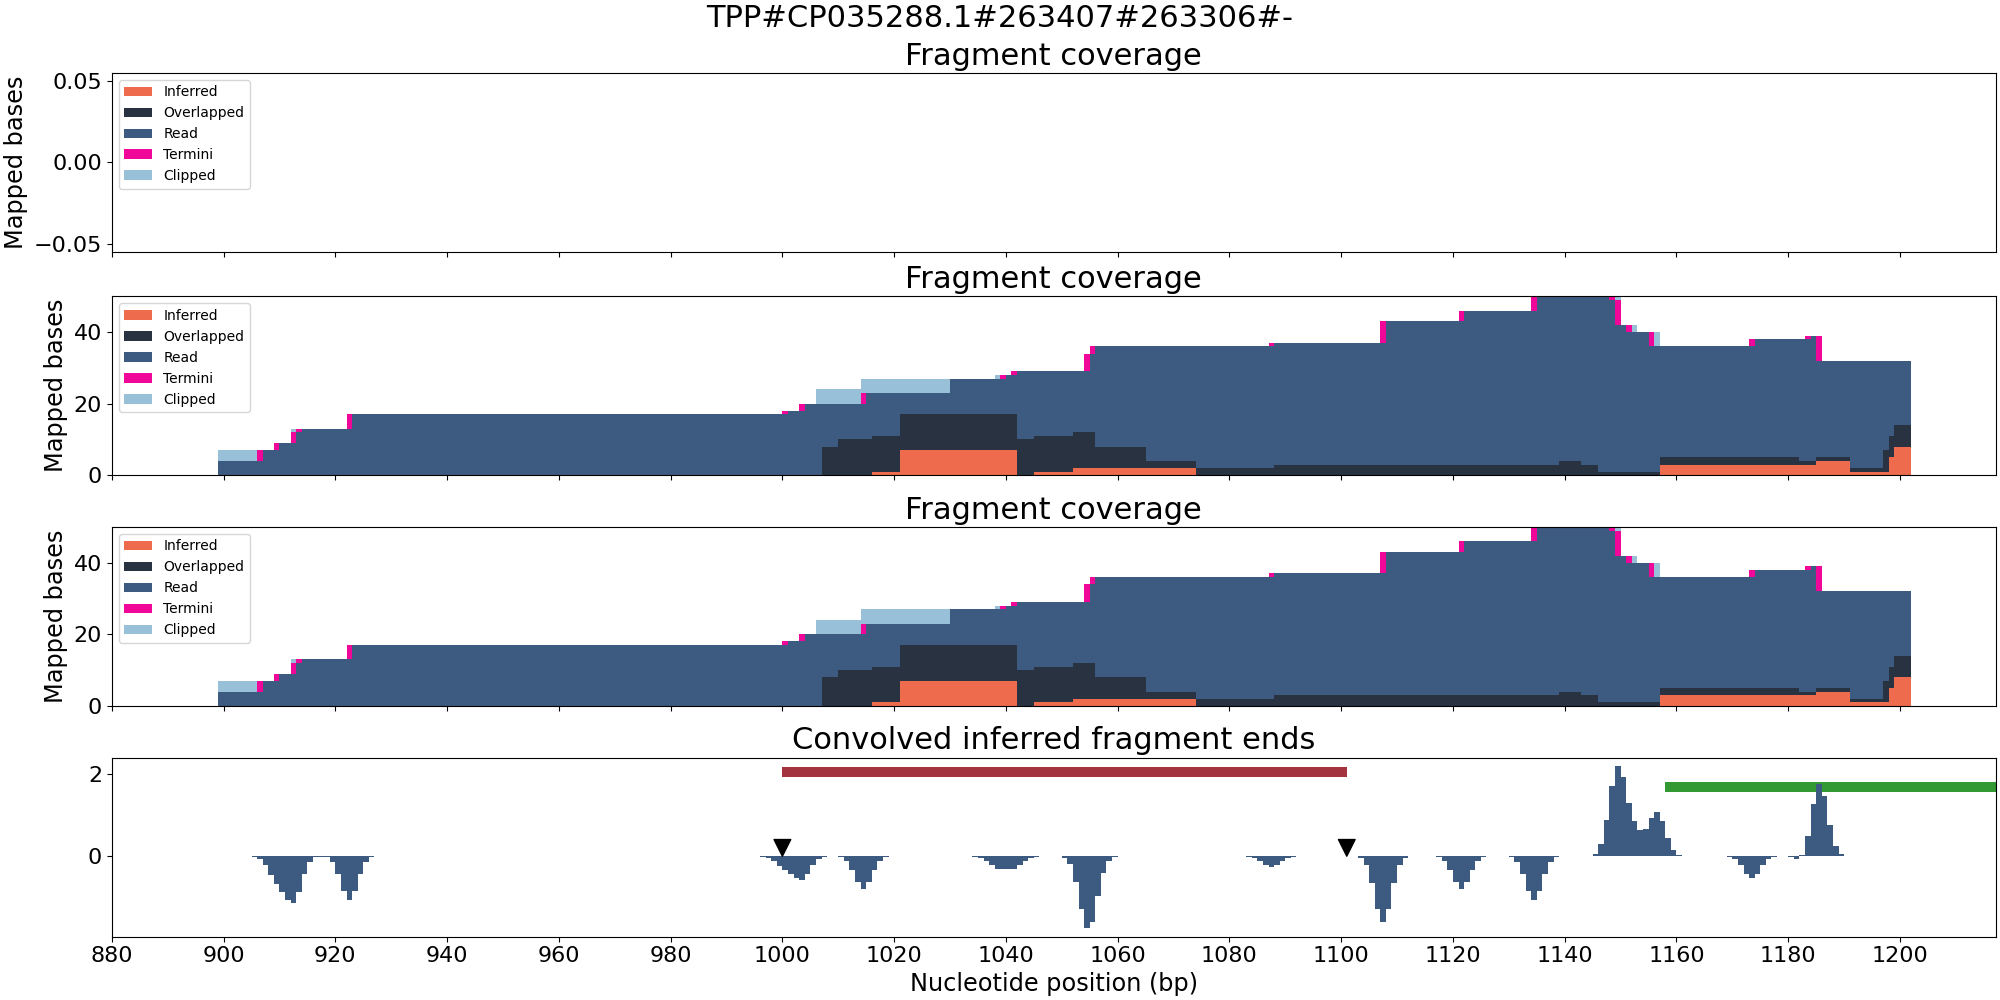 TPP#CP035288.1#263407#263306#-
Fragment coverage
Mapped bases
0.05
0.00
−0.05
Inferred
Overlapped
Read
Termini
Clipped
Fragment coverage
Mapped bases
40
20
0
Inferred
Overlapped
Read
Termini
Clipped
Fragment coverage
Mapped bases
40
20
0
Inferred
Overlapped
Read
Termini
Clipped
Convolved inferred fragment ends
2
0
880 900 920 940 960 980 1000 1020 1040 1060 1080 1100 1120 1140 1160 1180 1200
Nucleotide position (bp)